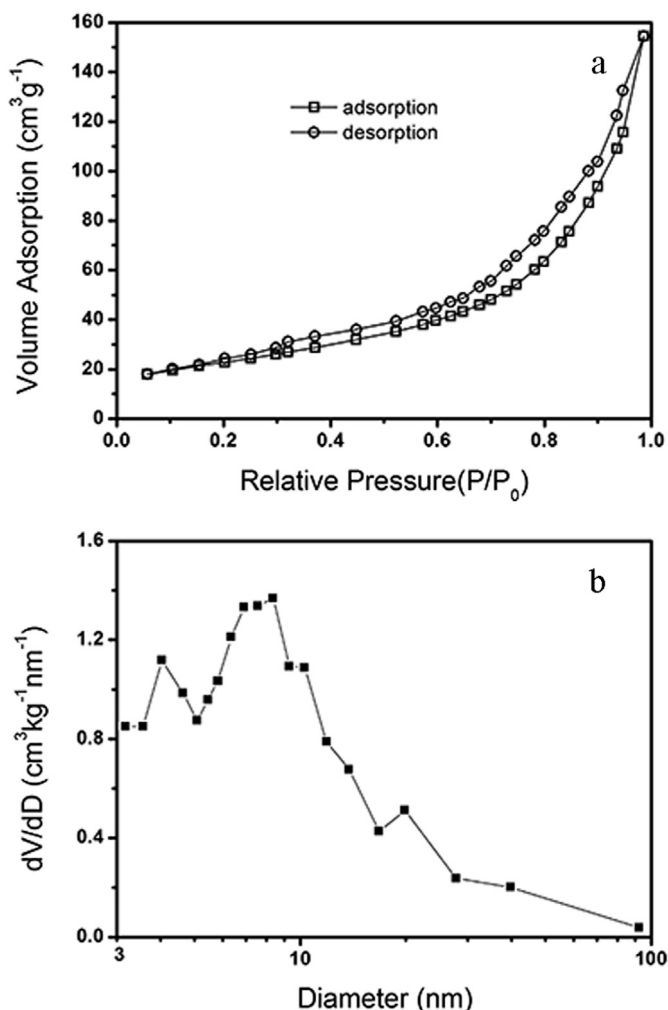 160
a
140
120
adsorption
desorption
100
80
60
40
20
0
Volume Adsorption (cm³g⁻¹)
0.0 0.2 0.4 0.6 0.8 1.0
Relative Pressure(P/P₀)
1.6
b
1.2
0.8
0.4
0.0
dV/dD (cm³kg⁻¹nm⁻¹)
3 10 100
Diameter (nm)